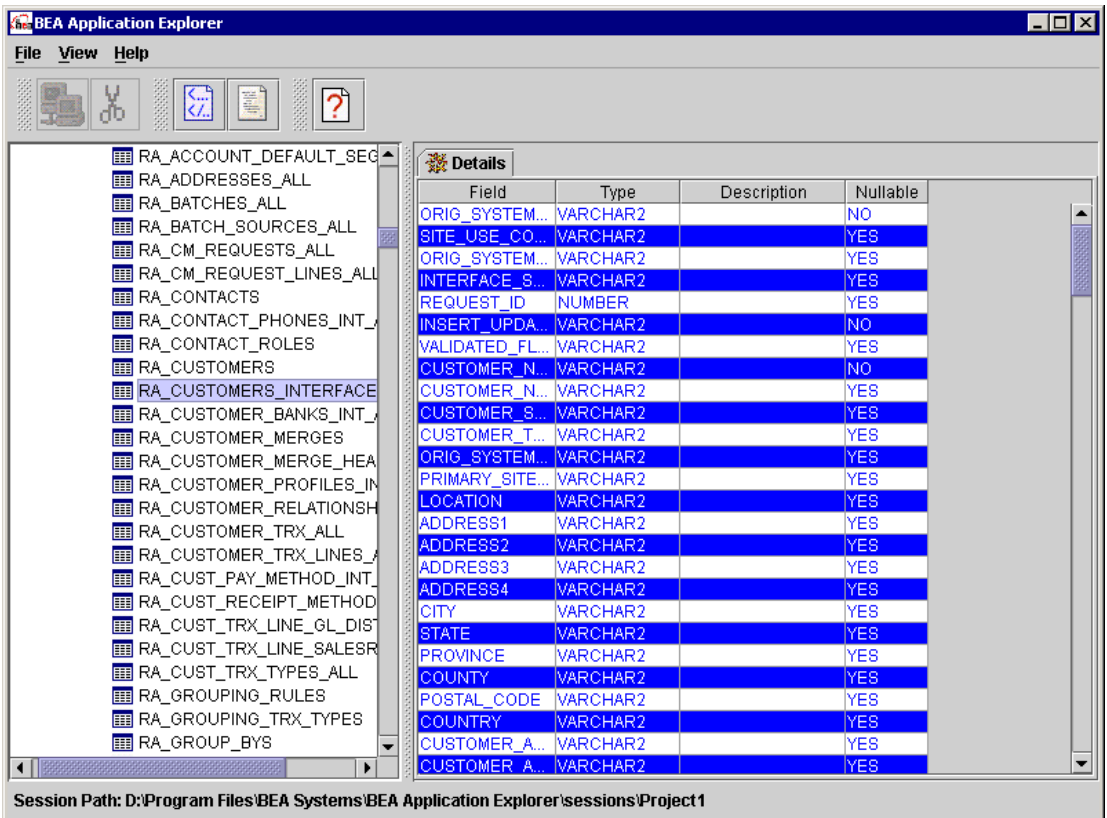 BEA Application Explorer
File View Help
RA_ACCOUNT_DEFAULT_SEG
RA_ADDRESSES_ALL
RA_BATCHES_ALL
RA_BATCH_SOURCES_ALL
RA_CM_REQUESTS_ALL
RA_CM_REQUEST_LINES_ALL
RA_CONTACTS
RA_CONTACT_PHONES_INT_
RA_CONTACT_ROLES
RA_CUSTOMERS
RA_CUSTOMERS_INTERFACE
RA_CUSTOMER_BANKS_INT_
RA_CUSTOMER_MERGES
RA_CUSTOMER_MERGE_HEA
RA_CUSTOMER_PROFILES_IN
RA_CUSTOMER_RELATIONSH
RA_CUSTOMER_TRX_ALL
RA_CUSTOMER_TRX_LINES_
RA_CUST_PAY_METHOD_INT_
RA_CUST_RECEIPT_METHOD
RA_CUST_TRX_LINE_GL_DIST
RA_CUST_TRX_LINE_SALESR
RA_CUST_TRX_TYPES_ALL
RA_GROUPING_RULES
RA_GROUPING_TRX_TYPES
RA_GROUP_BYS
Details
Field Type Description Nullable
ORIG_SYSTEM... VARCHAR2 NO
SITE_USE_CO... VARCHAR2 YES
ORIG_SYSTEM... VARCHAR2 YES
INTERFACE_S... VARCHAR2 YES
REQUEST_ID NUMBER YES
INSERT_UPDA... VARCHAR2 NO
VALIDATED_FL... VARCHAR2 YES
CUSTOMER_N... VARCHAR2 NO
CUSTOMER_N... VARCHAR2 YES
CUSTOMER_S... VARCHAR2 YES
CUSTOMER_T... VARCHAR2 YES
ORIG_SYSTEM... VARCHAR2 YES
PRIMARY_SITE... VARCHAR2 YES
LOCATION VARCHAR2 YES
ADDRESS1 VARCHAR2 YES
ADDRESS2 VARCHAR2 YES
ADDRESS3 VARCHAR2 YES
ADDRESS4 VARCHAR2 YES
CITY VARCHAR2 YES
STATE VARCHAR2 YES
PROVINCE VARCHAR2 YES
COUNTY VARCHAR2 YES
POSTAL_CODE VARCHAR2 YES
COUNTRY VARCHAR2 YES
CUSTOMER_A... VARCHAR2 YES
CUSTOMER_A... VARCHAR2 YES
Session Path: D:\Program Files\BEA Systems\BEA Application Explorer\sessions\Project1